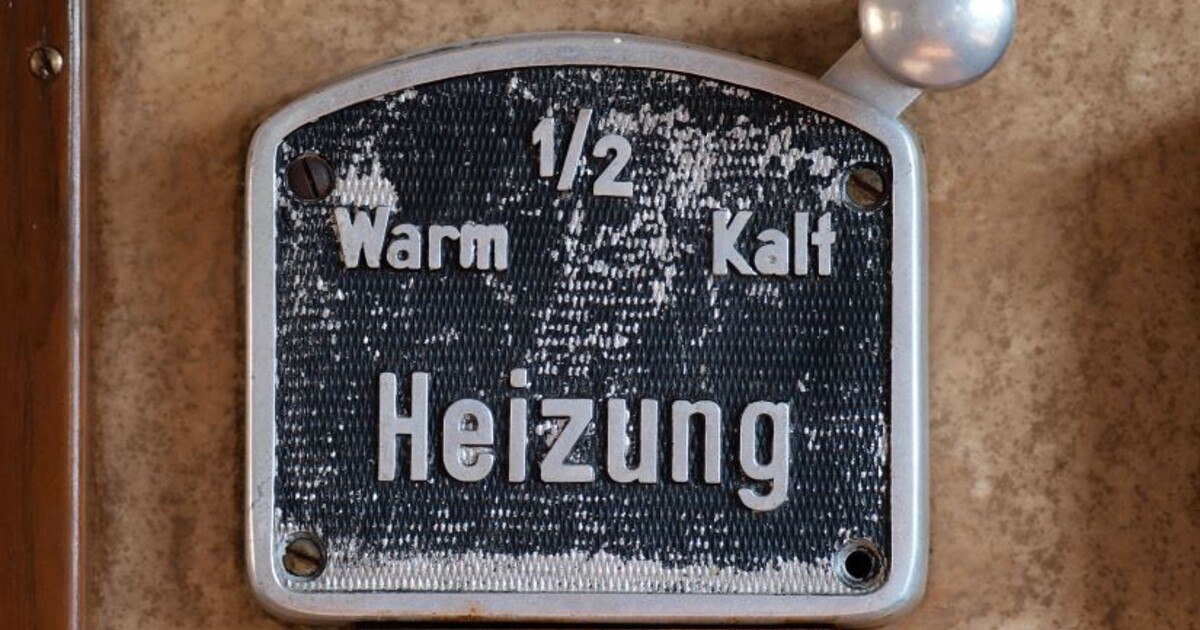 1/2
Warm Kalt
Heizung